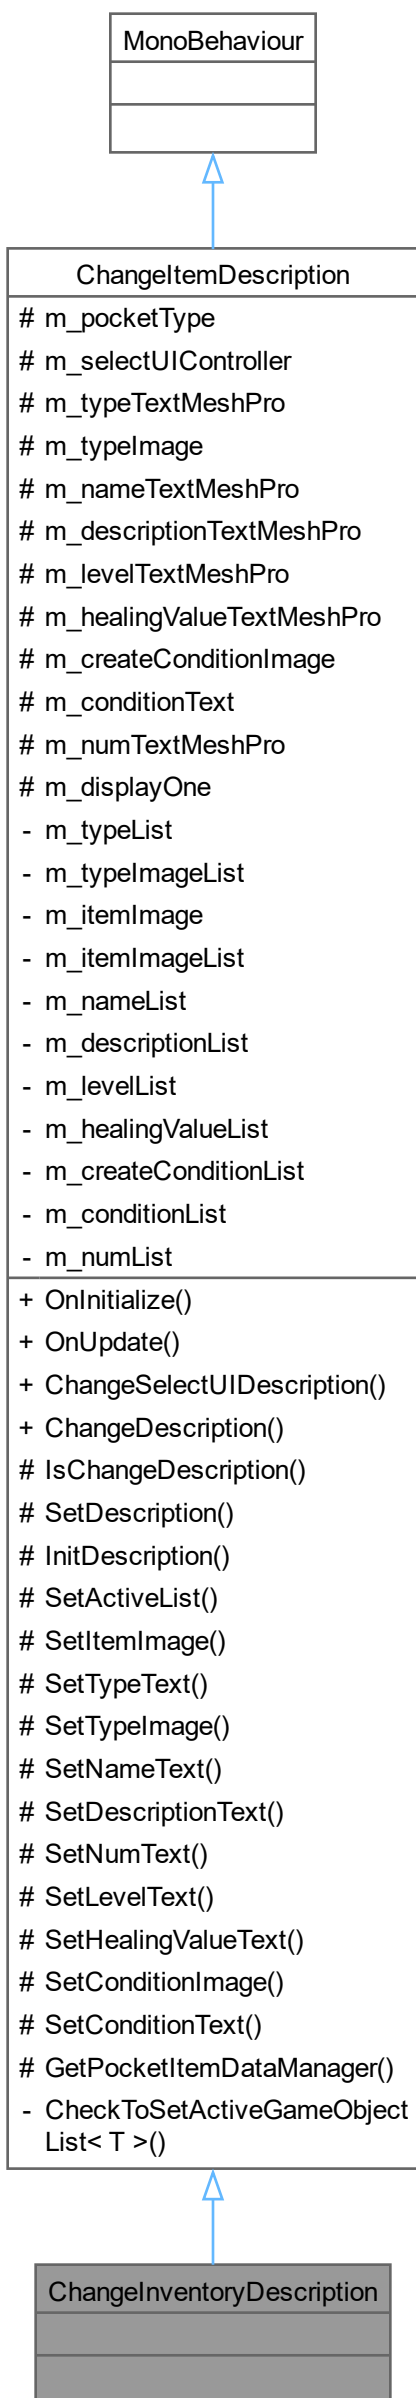 MonoBehaviour
ChangeItemDescription
# m_pocketType
# m_selectUIController
# m_typeTextMeshPro
# m_typeImage
# m_nameTextMeshPro
# m_descriptionTextMeshPro
# m_levelTextMeshPro
# m_healingValueTextMeshPro
# m_createConditionImage
# m_conditionText
# m_numTextMeshPro
# m_displayOne
- m_typeList
- m_typeImageList
- m_itemImage
- m_itemImageList
- m_nameList
- m_descriptionList
- m_levelList
- m_healingValueList
- m_createConditionList
- m_conditionList
- m_numList
+ OnInitialize()
+ OnUpdate()
+ ChangeSelectUIDescription()
+ ChangeDescription()
# IsChangeDescription()
# SetDescription()
# InitDescription()
# SetActiveList()
# SetItemImage()
# SetTypeText()
# SetTypeImage()
# SetNameText()
# SetDescriptionText()
# SetNumText()
# SetLevelText()
# SetHealingValueText()
# SetConditionImage()
# SetConditionText()
# GetPocketItemDataManager()
- CheckToSetActiveGameObject
List< T >()
ChangeInventoryDescription